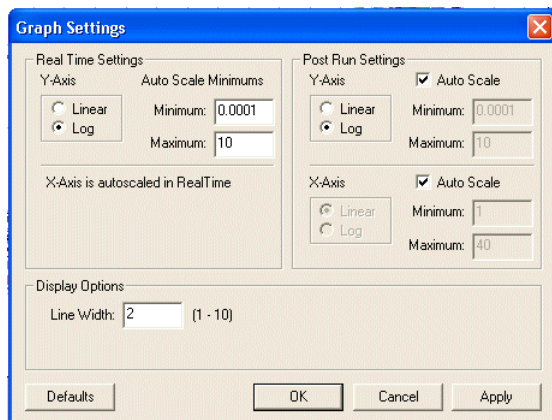 Graph Settings
Real Time Settings
Y-Axis
Auto Scale Minimums
Linear
Log
Minimum: 0.0001
Maximum: 10
X-Axis is autoscaled in RealTime
Post Run Settings
Y-Axis
Auto Scale
Linear
Log
Minimum: 0.0001
Maximum: 10
X-Axis
Auto Scale
Linear
Log
Minimum: 1
Maximum: 40
Display Options
Line Width: 2 (1 - 10)
Defaults
OK
Cancel
Apply